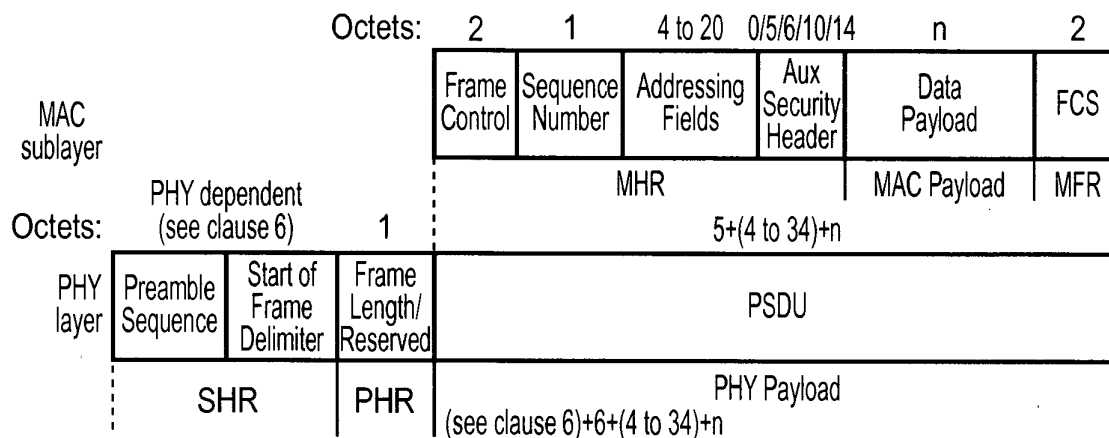 Octets: 2 1 4 to 20 0/5/6/10/14 n 2
MAC
sublayer
Frame
Control
Sequence
Number
Addressing
Fields
Aux
Security
Header
Data
Payload
FCS
MHR MAC Payload MFR
PHY dependent
(see clause 6)
Octets: 1 5+(4 to 34)+n
PHY
layer
Preamble
Sequence
Start of
Frame
Delimiter
Frame
Length/
Reserved
PSDU
SHR PHR PHY Payload
(see clause 6)+6+(4 to 34)+n